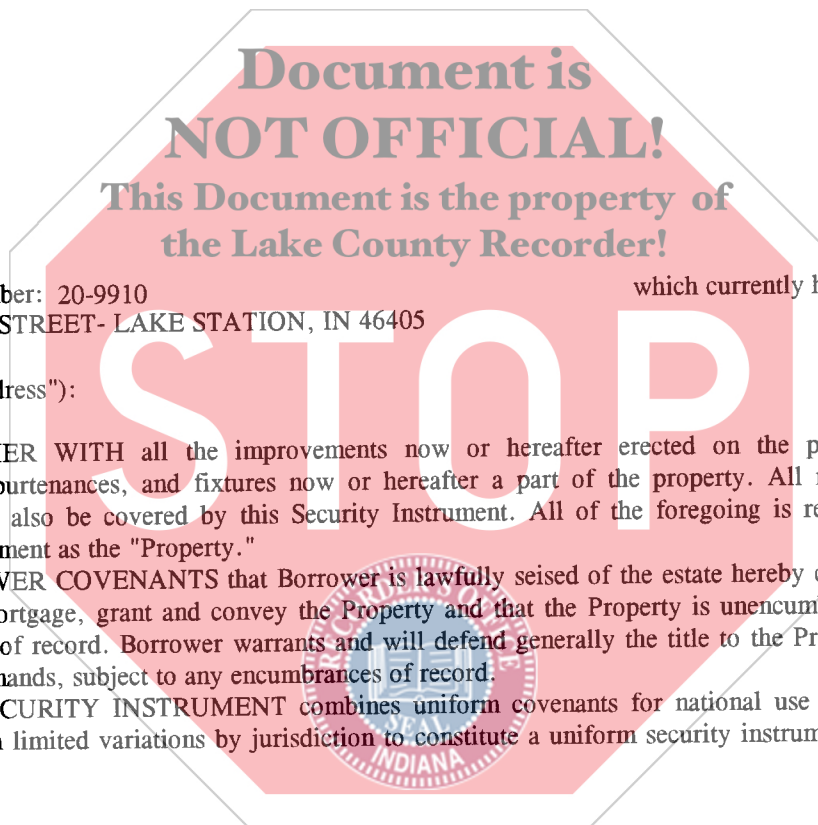 Document is
NOT OFFICIAL!
This Document is the property of
the Lake County Recorder!
ber: 20-9910 which currently h
STREET- LAKE STATION, IN 46405
dress"):
ER WITH all the improvements now or hereafter erected on the p
purtenances, and fixtures now or hereafter a part of the property. All
also be covered by this Security Instrument. All of the foregoing is re
ment as the "Property."
VER COVENANTS that Borrower is lawfully seised of the estate hereby
ortgage, grant and convey the Property and that the Property is unencum
of record. Borrower warrants and will defend generally the title to the Pr
ands, subject to any encumbrances of record.
CURITY INSTRUMENT combines uniform covenants for national use
limited variations by jurisdiction to constitute a uniform security instrum
STOP
RECORDER'S OFFICE
SEAL
INDIANA